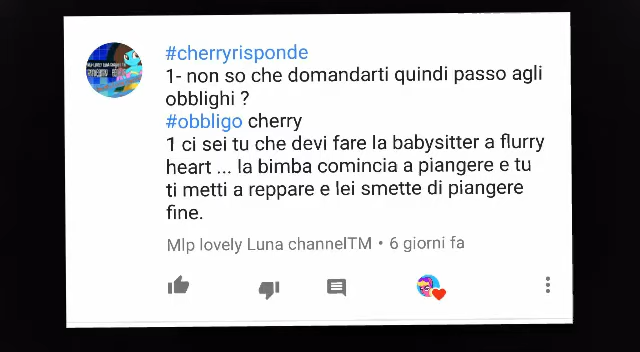 #cherryrisponde
1- non so che domandarti quindi passo agli
obblighi ?
#obbligo cherry
1 ci sei tu che devi fare la babysitter a flurry
heart ... la bimba comincia a piangere e tu
ti metti a reppare e lei smette di piangere
fine.
Mlp lovely Luna channelTM • 6 giorni fa